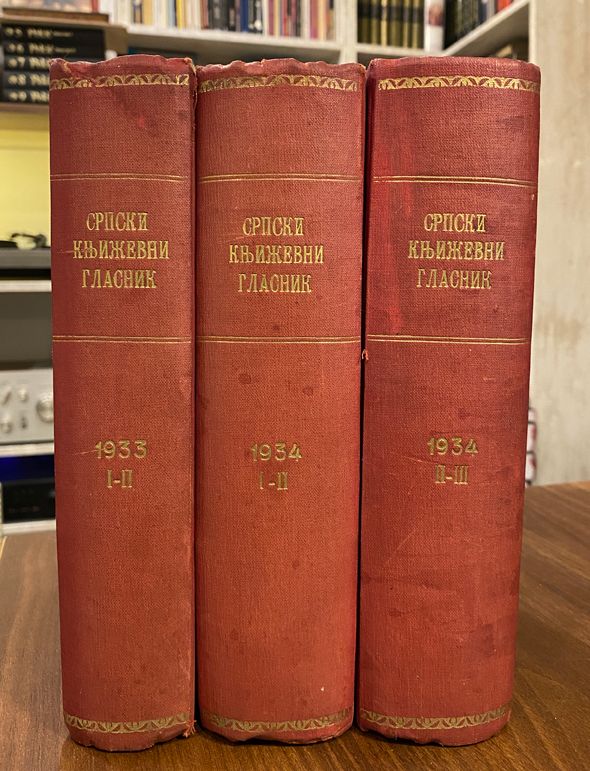 СРПСКИ
КЊИЖЕВНИ
ГЛАСНИК
1933
I-II
СРПСКИ
КЊИЖЕВНИ
ГЛАСНИК
1934
I-II
СРПСКИ
КЊИЖЕВНИ
ГЛАСНИК
1934
II-III